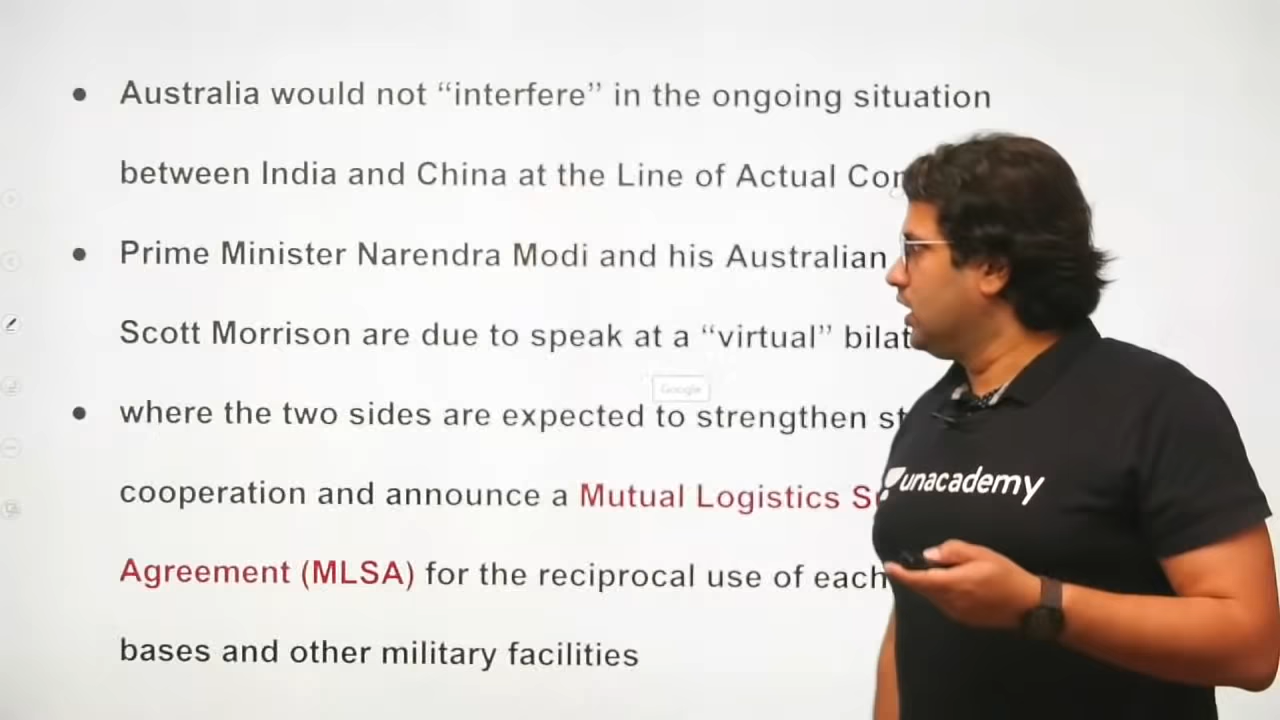 Australia would not “interfere” in the ongoing situation
between India and China at the Line of Actual
Prime Minister Narendra Modi and his Australian
Scott Morrison are due to speak at a “virtual”
Google
where the two sides are expected to strengthen
cooperation and announce a Mutual Logistics
Agreement (MLSA) for the reciprocal use of each
bases and other military facilities
unacademy